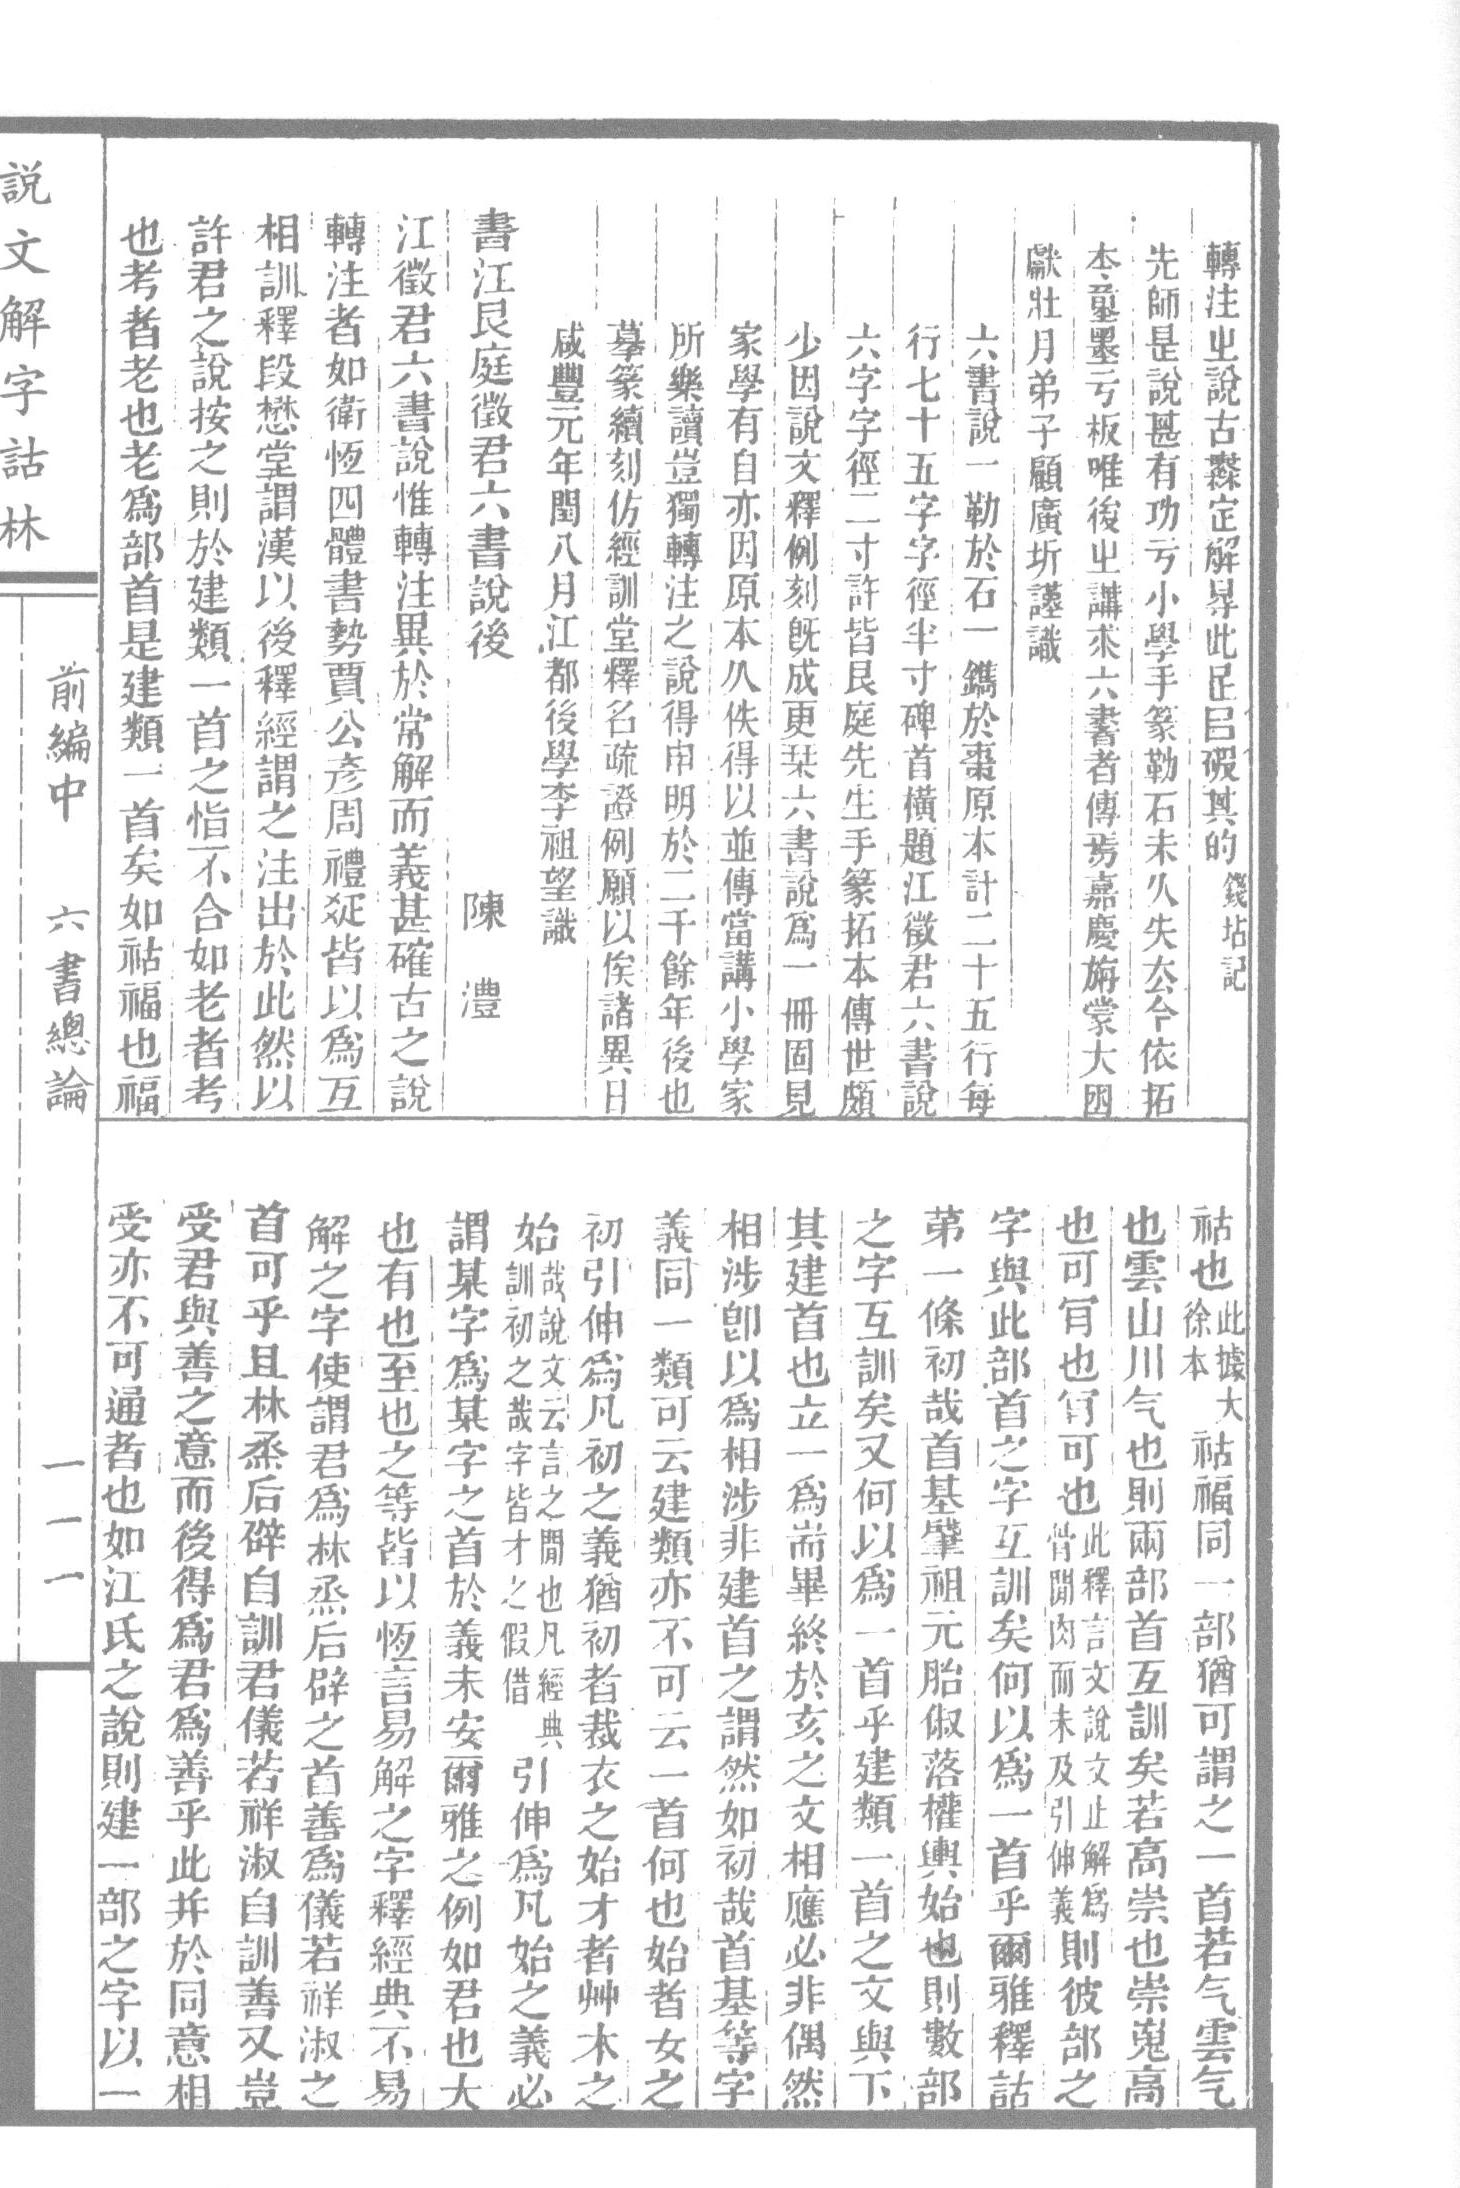 轉注㞢說古㪔定解㝵此足㠯破其的 錢坫記
先師是說甚有功亏小學手篆勒石未久失厺今依拓
本重墨亏板唯後㞢講求六書者傳焉嘉慶旃蒙大困
獻壯月弟子顧廣圻謹識
六書說一勒於石一鐫於棗原本計二十五行每
行七十五字字徑半寸碑首橫題江徵君六書說
六字字徑二寸許皆艮庭先生手篆拓本傳世頗
少因說文釋例刻旣成更栞六書說爲一冊固見
家學有自亦因原本久佚得以並傳當講小學家
所樂讀豈獨轉注之說得申明於二千餘年後也
摹篆續刻仿經訓堂釋名疏證例願以俟諸異日
咸豐元年閏八月江都後學李祖望識
書江艮庭徵君六書說後 陳澧
江徵君六書說惟轉注異於常解而義甚確古之說
轉注者如衛恆四體書勢賈公彥周禮疏皆以爲互
相訓釋段懋堂謂漢以後釋經謂之注出於此然以
許君之說按之則於建類一首之恉不合如老者考
也考者老也老爲部首是建類一首矣如祜福也福
祜也 此據大徐本 祜福同一部猶可謂之一首若气雲气
也雲山川气也則兩部首互訓矣若高崇也崇嵬高
也可肎也肎可也 此釋言文說文止解爲骨閒肉而未及引伸義 則彼部之
字與此部首之字互訓矣何以爲一首乎爾雅釋詁
第一條初哉首基肇祖元胎俶落權輿始也則數部
之字互訓矣又何以爲一首乎建類一首之文與下
其建首也立一爲耑畢終於亥之文相應必非偶然
相涉卽以爲相涉非建首之謂然如初哉首基等字
義同一類可云建類亦不可云一首何也始者女之
初引伸爲凡初之義猶初者裁衣之始才者艸木之
始 哉說文云言之閒也凡經典訓初之哉字皆才之假借 引伸爲凡始之義必
謂某字爲某字之首於義未安爾雅之例如君也大
也有也至也之等皆以恆言易解之字釋經典不易
解之字使謂君爲林烝后辟之首善爲儀若祥淑之
首可乎且林烝后辟自訓君儀若祥淑自訓善又豈
受君與善之意而後得爲君爲善乎此并於同意相
受亦不可通者也如江氏之說則建一部之字以一
說文解字詁林
前編中 六書總論
一一一